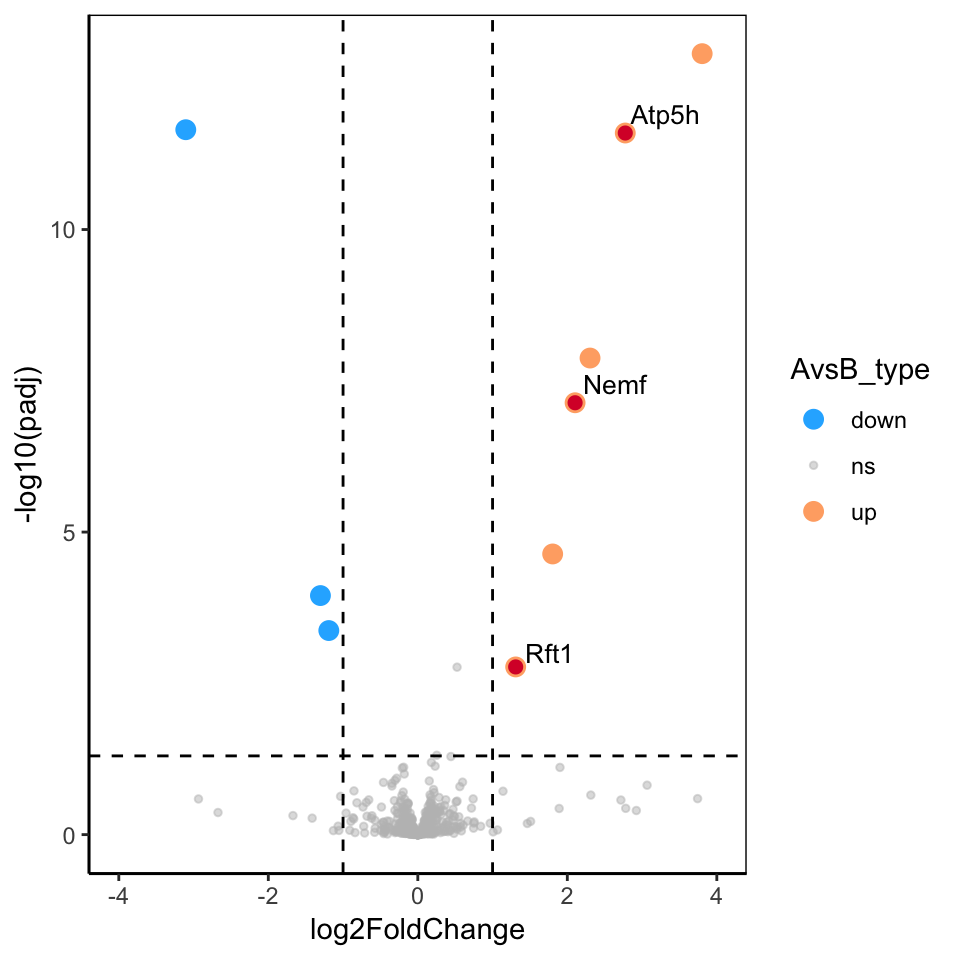 Atp5h
10
Nemf
AvsB_type
down
ns
up
-log10(padj)
5
Rft1
0
-4
-2
0
2
4
log2FoldChange